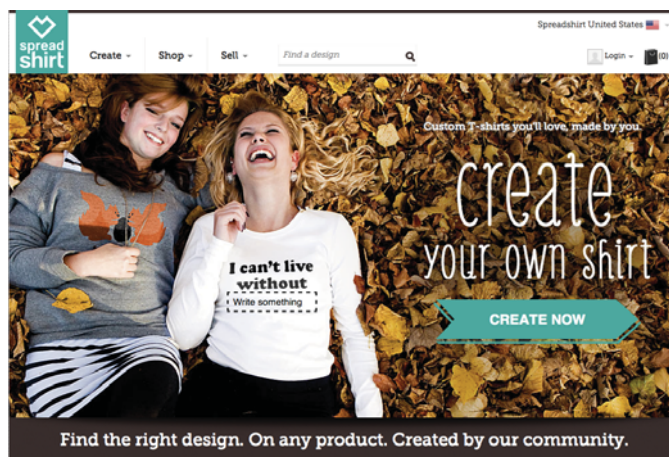 Spreadshirt United States
spread
shirt
Create
Shop
Sell
Find a design
Login
(0)
Custom T-shirts you'll love, made by you.
create
your own shirt
I can't live
without
Write something
CREATE NOW
Find the right design. On any product. Created by our community.